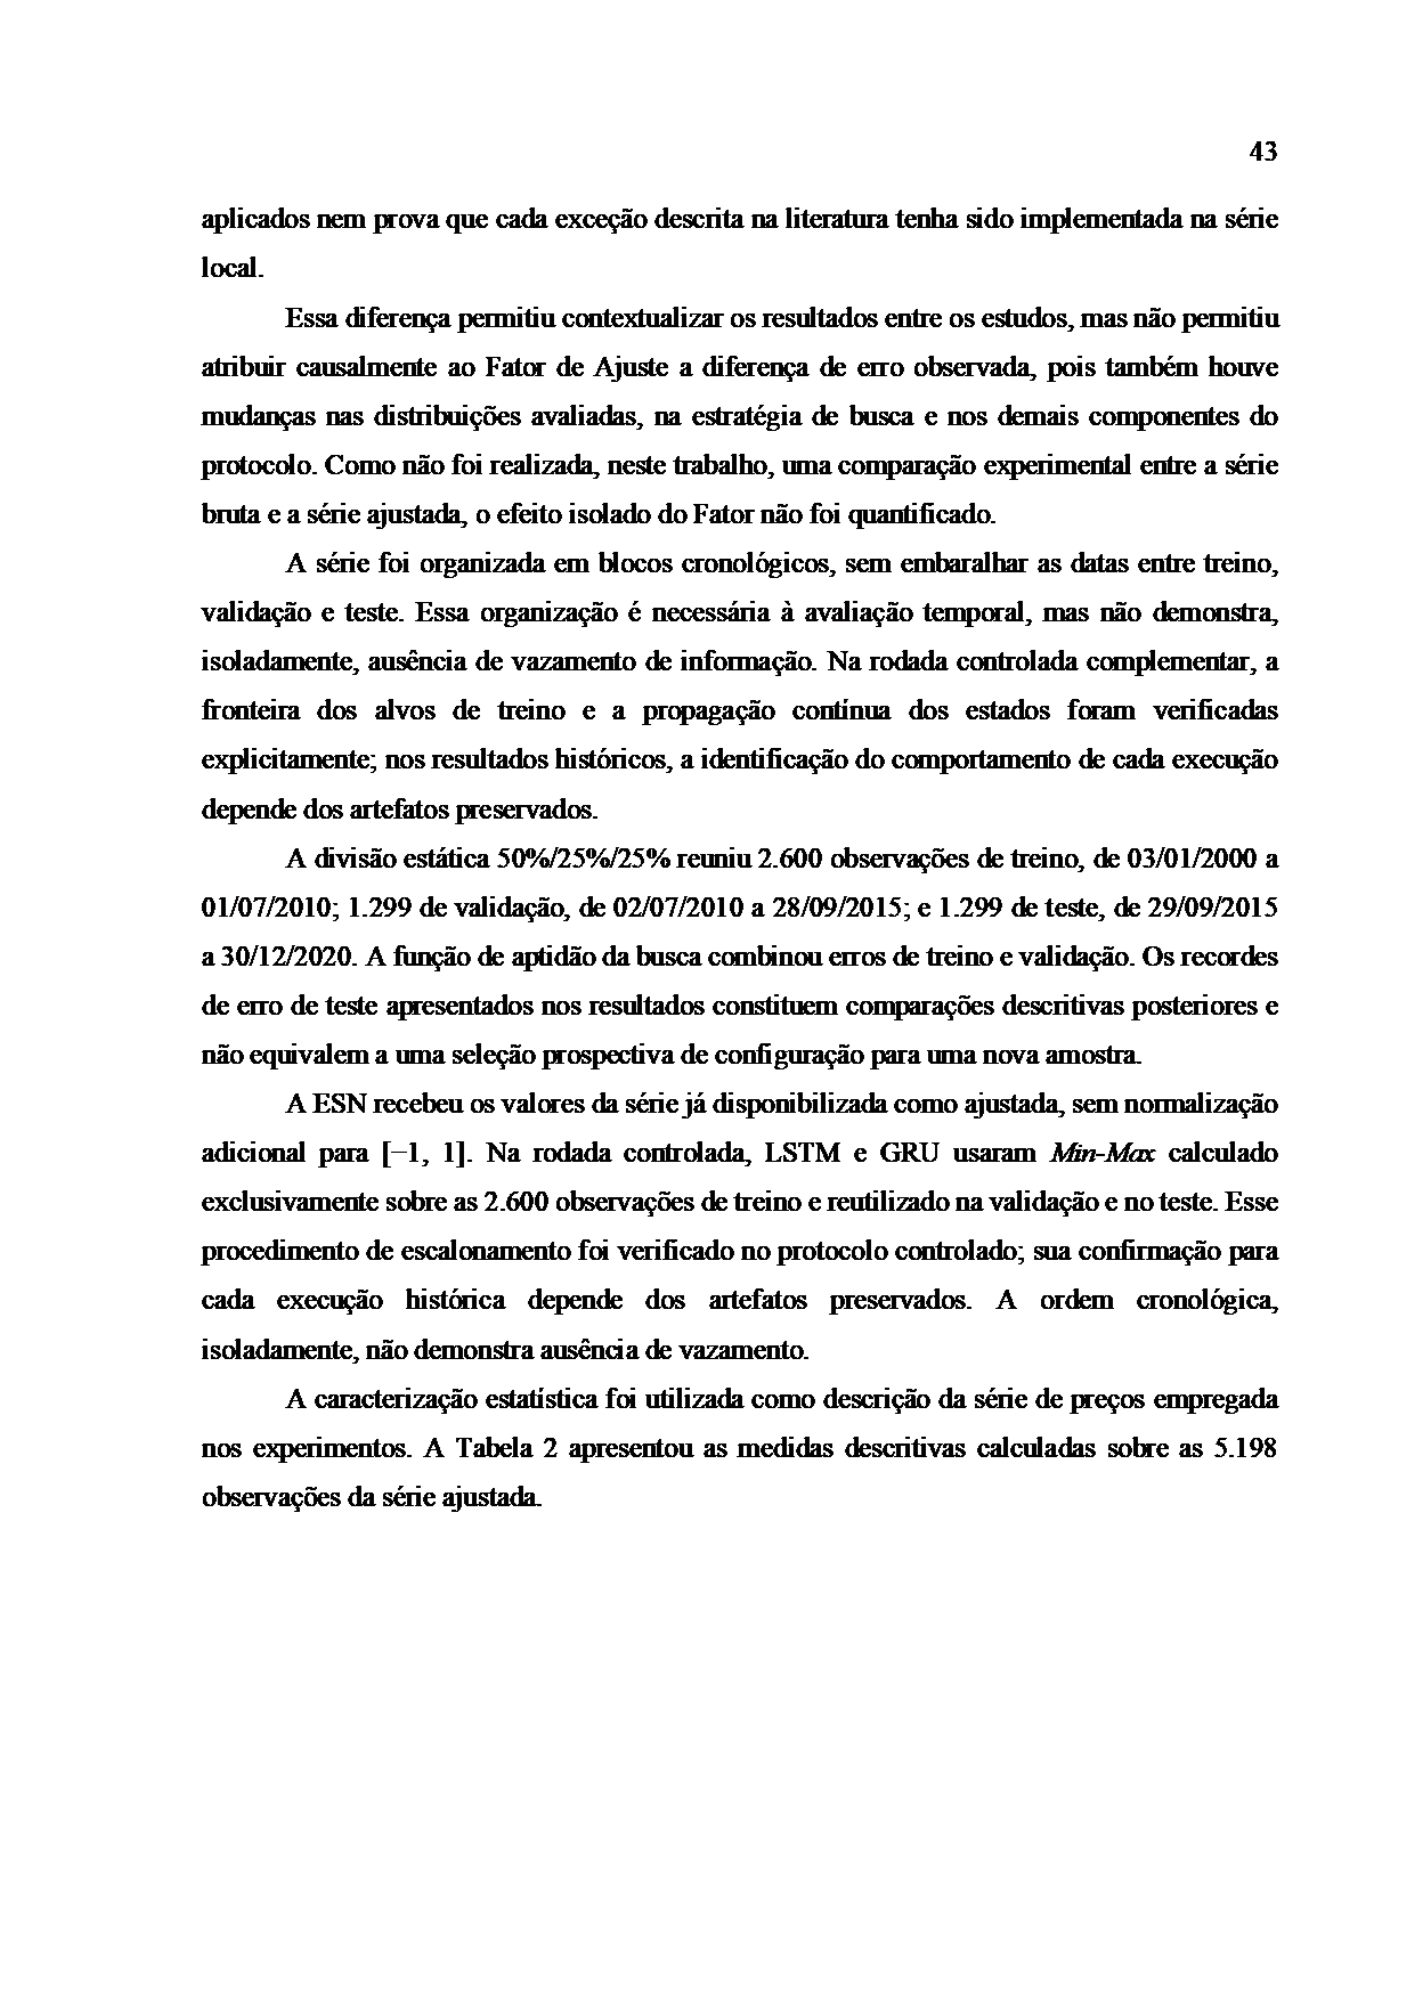 43
aplicados nem prova que cada exceção descrita na literatura tenha sido implementada na série
local.
Essa diferença permitiu contextualizar os resultados entre os estudos, mas não permitiu
atribuir causalmente ao Fator de Ajuste a diferença de erro observada, pois também houve
mudanças nas distribuições avaliadas, na estratégia de busca e nos demais componentes do
protocolo. Como não foi realizada, neste trabalho, uma comparação experimental entre a série
bruta e a série ajustada, o efeito isolado do Fator não foi quantificado.
A série foi organizada em blocos cronológicos, sem embaralhar as datas entre treino,
validação e teste. Essa organização é necessária à avaliação temporal, mas não demonstra,
isoladamente, ausência de vazamento de informação. Na rodada controlada complementar, a
fronteira dos alvos de treino e a propagação contínua dos estados foram verificadas
explicitamente; nos resultados históricos, a identificação do comportamento de cada execução
depende dos artefatos preservados.
A divisão estática 50%/25%/25% reuniu 2.600 observações de treino, de 03/01/2000 a
01/07/2010; 1.299 de validação, de 02/07/2010 a 28/09/2015; e 1.299 de teste, de 29/09/2015
a 30/12/2020. A função de aptidão da busca combinou erros de treino e validação. Os recordes
de erro de teste apresentados nos resultados constituem comparações descritivas posteriores e
não equivalem a uma seleção prospectiva de configuração para uma nova amostra.
A ESN recebeu os valores da série já disponibilizada como ajustada, sem normalização
adicional para [−1, 1]. Na rodada controlada, LSTM e GRU usaram Min-Max calculado
exclusivamente sobre as 2.600 observações de treino e reutilizado na validação e no teste. Esse
procedimento de escalonamento foi verificado no protocolo controlado; sua confirmação para
cada execução histórica depende dos artefatos preservados. A ordem cronológica,
isoladamente, não demonstra ausência de vazamento.
A caracterização estatística foi utilizada como descrição da série de preços empregada
nos experimentos. A Tabela 2 apresentou as medidas descritivas calculadas sobre as 5.198
observações da série ajustada.